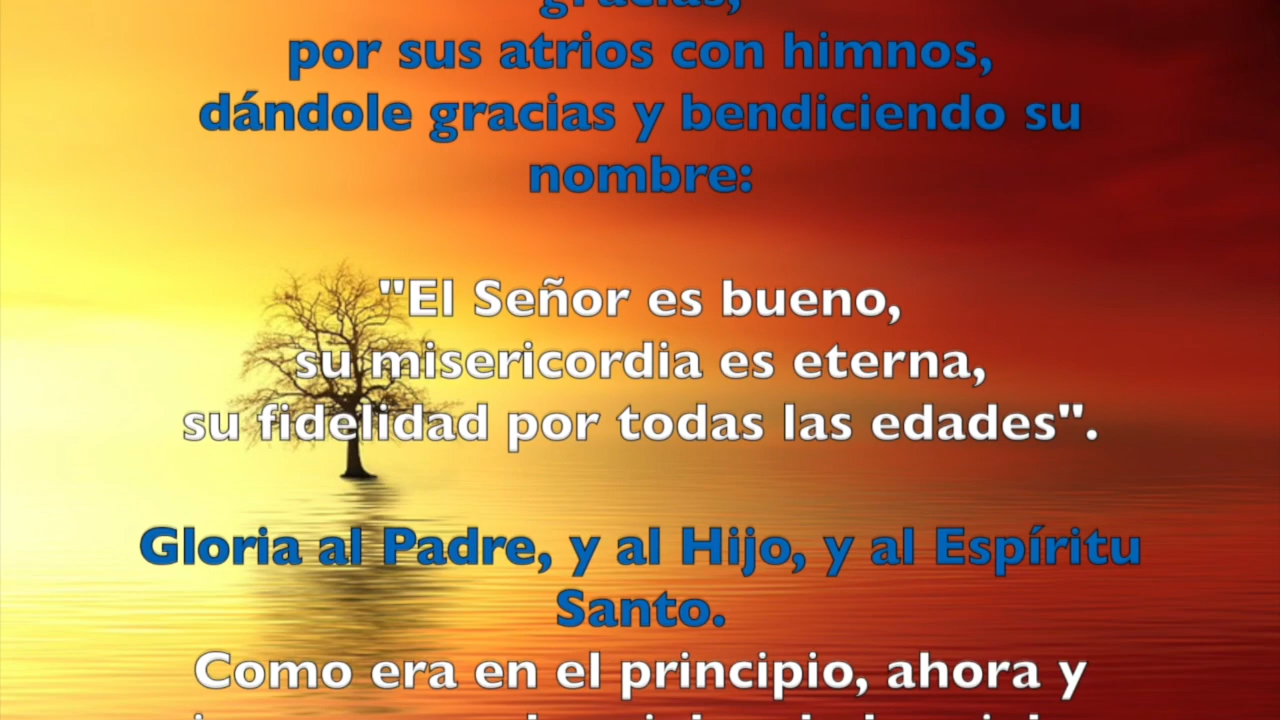 gracias,
por sus atrios con himnos,
dándole gracias y bendiciendo su
nombre:
"El Señor es bueno,
su misericordia es eterna,
su fidelidad por todas las edades".
Gloria al Padre, y al Hijo, y al Espíritu
Santo.
Como era en el principio, ahora y